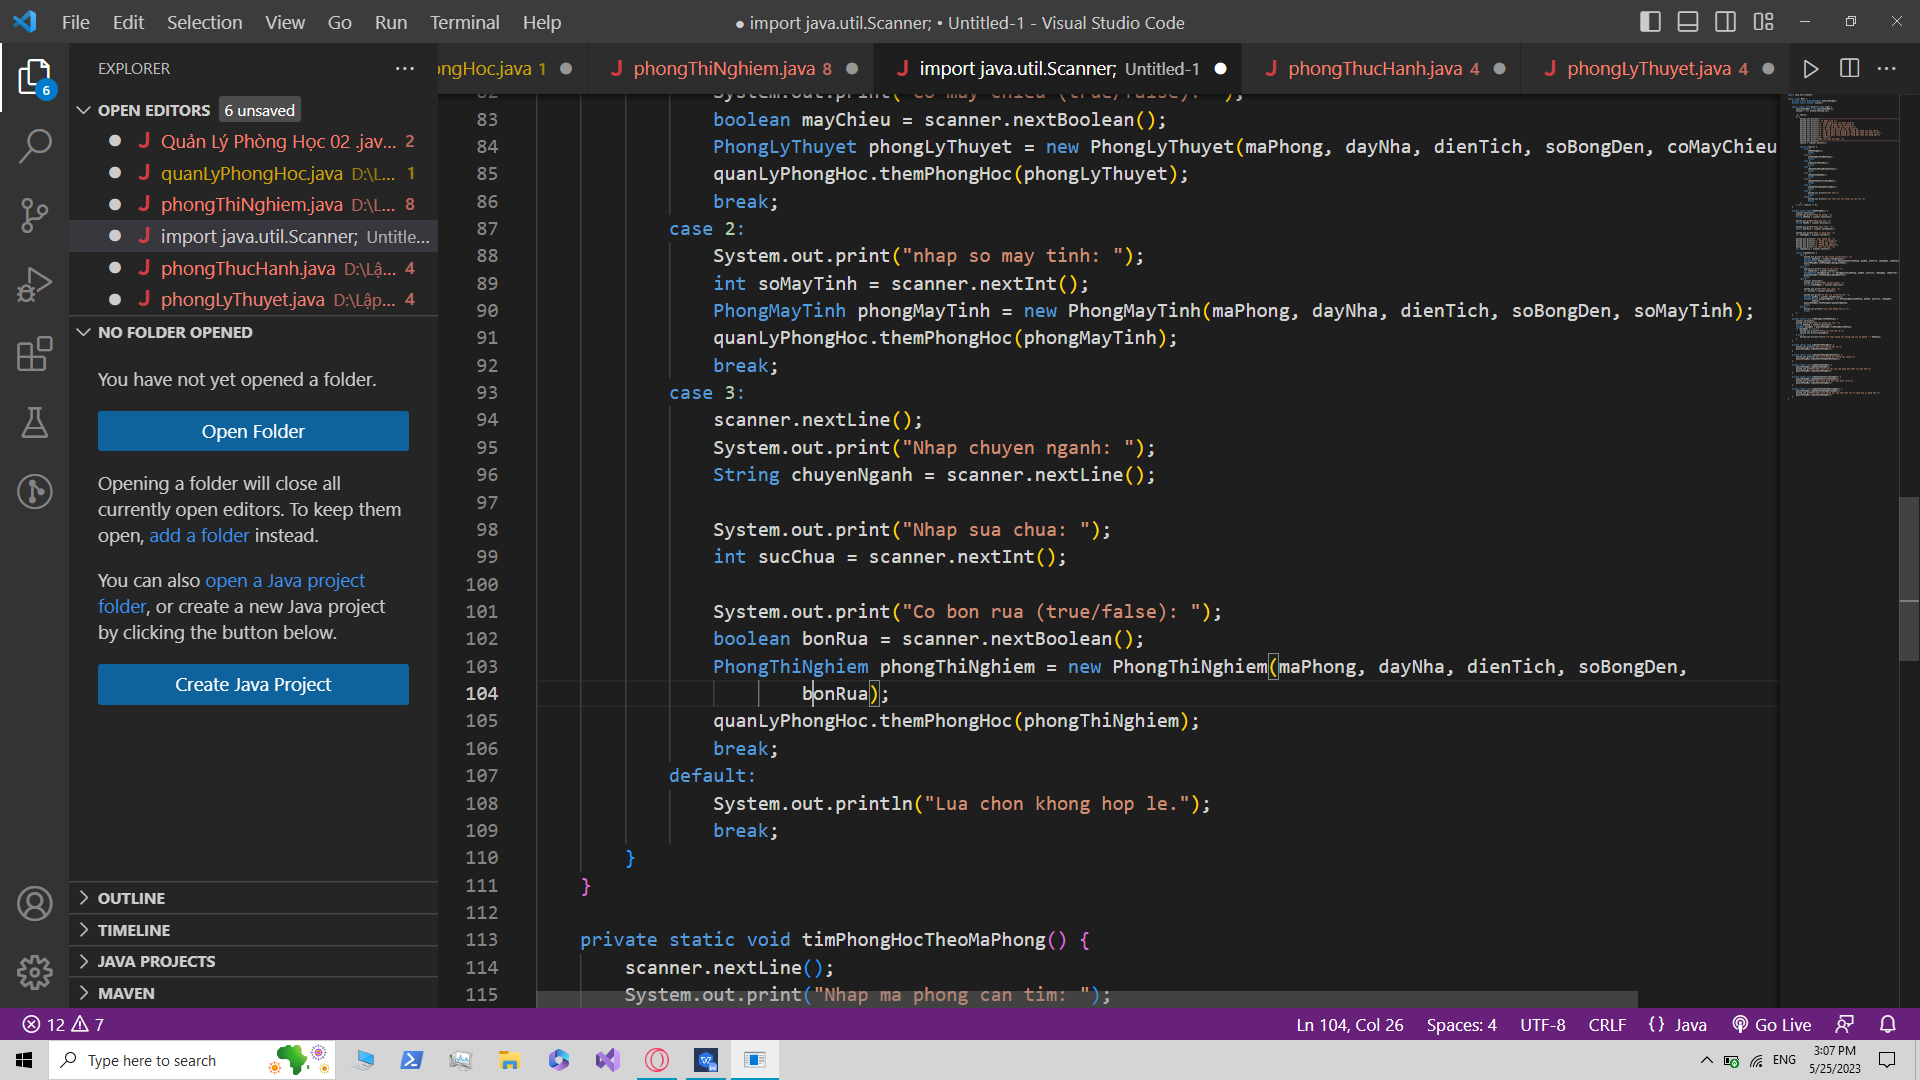 File Edit Selection View Go Run Terminal Help
● import java.util.Scanner; • Untitled-1 - Visual Studio Code
EXPLORER
ngHoc.java 1
phongThiNghiem.java 8
import java.util.Scanner; Untitled-1
phongThucHanh.java 4
phongLyThuyet.java 4
6
OPEN EDITORS 6 unsaved
Quản Lý Phòng Học 02 .jav... 2
quanLyPhongHoc.java D:\L... 1
phongThiNghiem.java D:\L... 8
import java.util.Scanner; Untitle...
phongThucHanh.java D:\Lậ... 4
phongLyThuyet.java D:\Lập... 4
NO FOLDER OPENED
You have not yet opened a folder.
Open Folder
Opening a folder will close all
currently open editors. To keep them
open, add a folder instead.
You can also open a Java project
folder, or create a new Java project
by clicking the button below.
Create Java Project
OUTLINE
TIMELINE
JAVA PROJECTS
MAVEN
82 System.out.print("Co may chieu (true/false): ");
83 boolean mayChieu = scanner.nextBoolean();
84 PhongLyThuyet phongLyThuyet = new PhongLyThuyet(maPhong, dayNha, dienTich, soBongDen, coMayChieu
85 quanLyPhongHoc.themPhongHoc(phongLyThuyet);
86 break;
87 case 2:
88 System.out.print("nhap so may tinh: ");
89 int soMayTinh = scanner.nextInt();
90 PhongMayTinh phongMayTinh = new PhongMayTinh(maPhong, dayNha, dienTich, soBongDen, soMayTinh);
91 quanLyPhongHoc.themPhongHoc(phongMayTinh);
92 break;
93 case 3:
94 scanner.nextLine();
95 System.out.print("Nhap chuyen nganh: ");
96 String chuyenNganh = scanner.nextLine();
97
98 System.out.print("Nhap sua chua: ");
99 int sucChua = scanner.nextInt();
100
101 System.out.print("Co bon rua (true/false): ");
102 boolean bonRua = scanner.nextBoolean();
103 PhongThiNghiem phongThiNghiem = new PhongThiNghiem(maPhong, dayNha, dienTich, soBongDen,
104 bonRua);
105 quanLyPhongHoc.themPhongHoc(phongThiNghiem);
106 break;
107 default:
108 System.out.println("Lua chon khong hop le.");
109 break;
110 }
111 }
112
113 private static void timPhongHocTheoMaPhong() {
114 scanner.nextLine();
115 System.out.print("Nhap ma phong can tim: ");
12 7
Ln 104, Col 26 Spaces: 4 UTF-8 CRLF {} Java Go Live
Type here to search
ENG
3:07 PM
5/25/2023